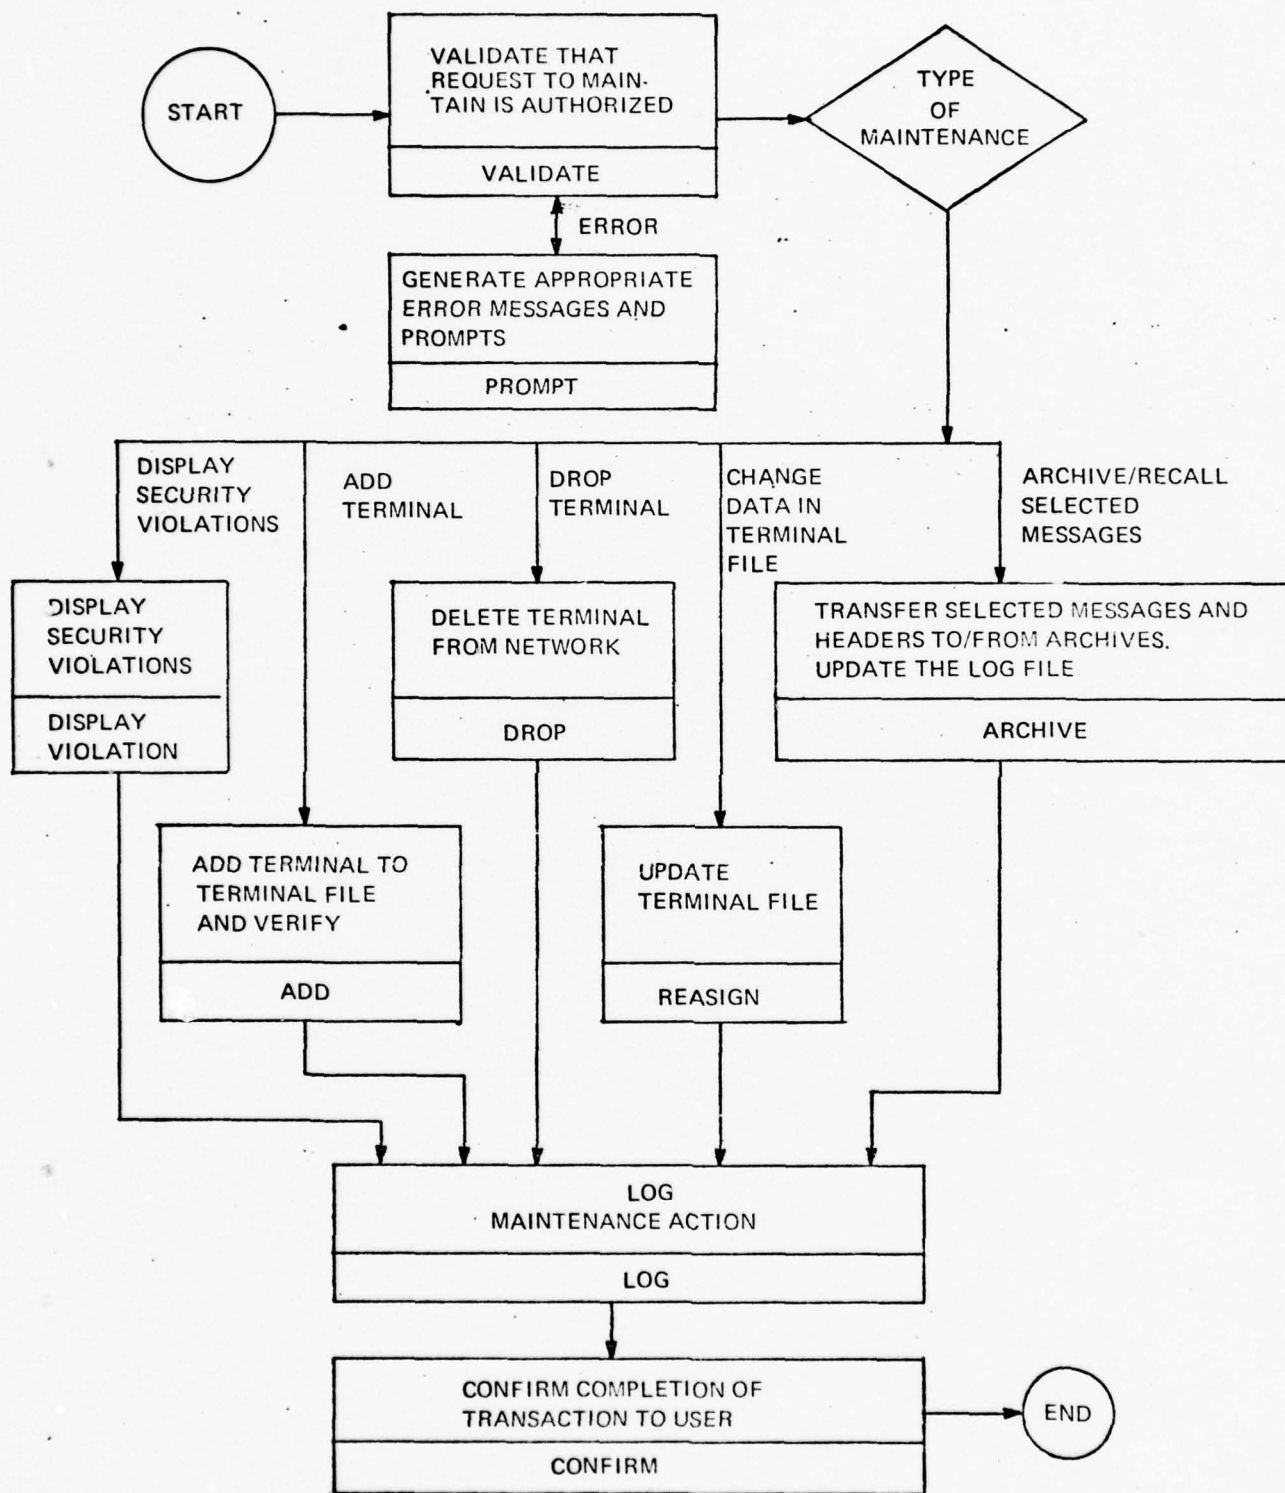 START
VALIDATE THAT
REQUEST TO MAIN-
TAIN IS AUTHORIZED
VALIDATE
TYPE
OF
MAINTENANCE
ERROR
GENERATE APPROPRIATE
ERROR MESSAGES AND
PROMPTS
PROMPT
DISPLAY
SECURITY
VIOLATIONS
ADD
TERMINAL
DROP
TERMINAL
CHANGE
DATA IN
TERMINAL
FILE
ARCHIVE/RECALL
SELECTED
MESSAGES
DISPLAY
SECURITY
VIOLATIONS
DISPLAY
VIOLATION
DELETE TERMINAL
FROM NETWORK
DROP
TRANSFER SELECTED MESSAGES AND
HEADERS TO/FROM ARCHIVES.
UPDATE THE LOG FILE
ARCHIVE
ADD TERMINAL TO
TERMINAL FILE
AND VERIFY
ADD
UPDATE
TERMINAL FILE
REASIGN
LOG
MAINTENANCE ACTION
LOG
CONFIRM COMPLETION OF
TRANSACTION TO USER
CONFIRM
END